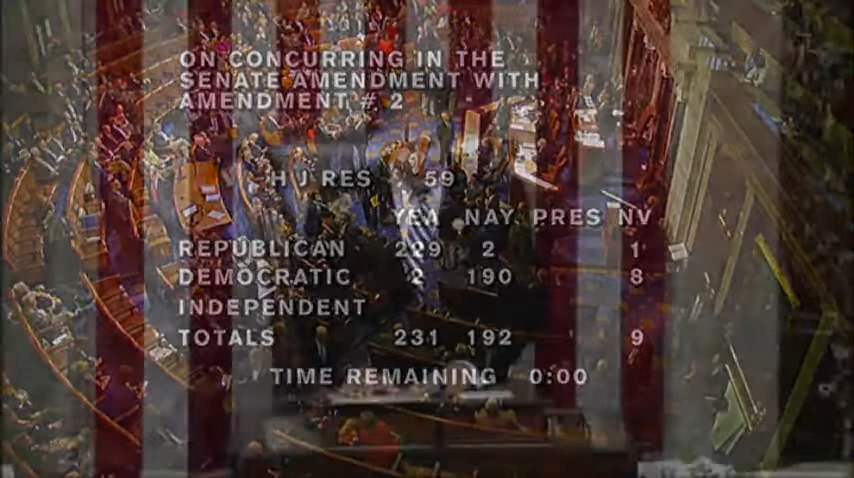 ON CONCURRING IN THE
SENATE AMENDMENT WITH
AMENDMENT # 2
H J RES 59
YEA NAY PRES NV
REPUBLICAN 229 2 1
DEMOCRATIC 2 190 8
INDEPENDENT
TOTALS 231 192 9
TIME REMAINING 0:00